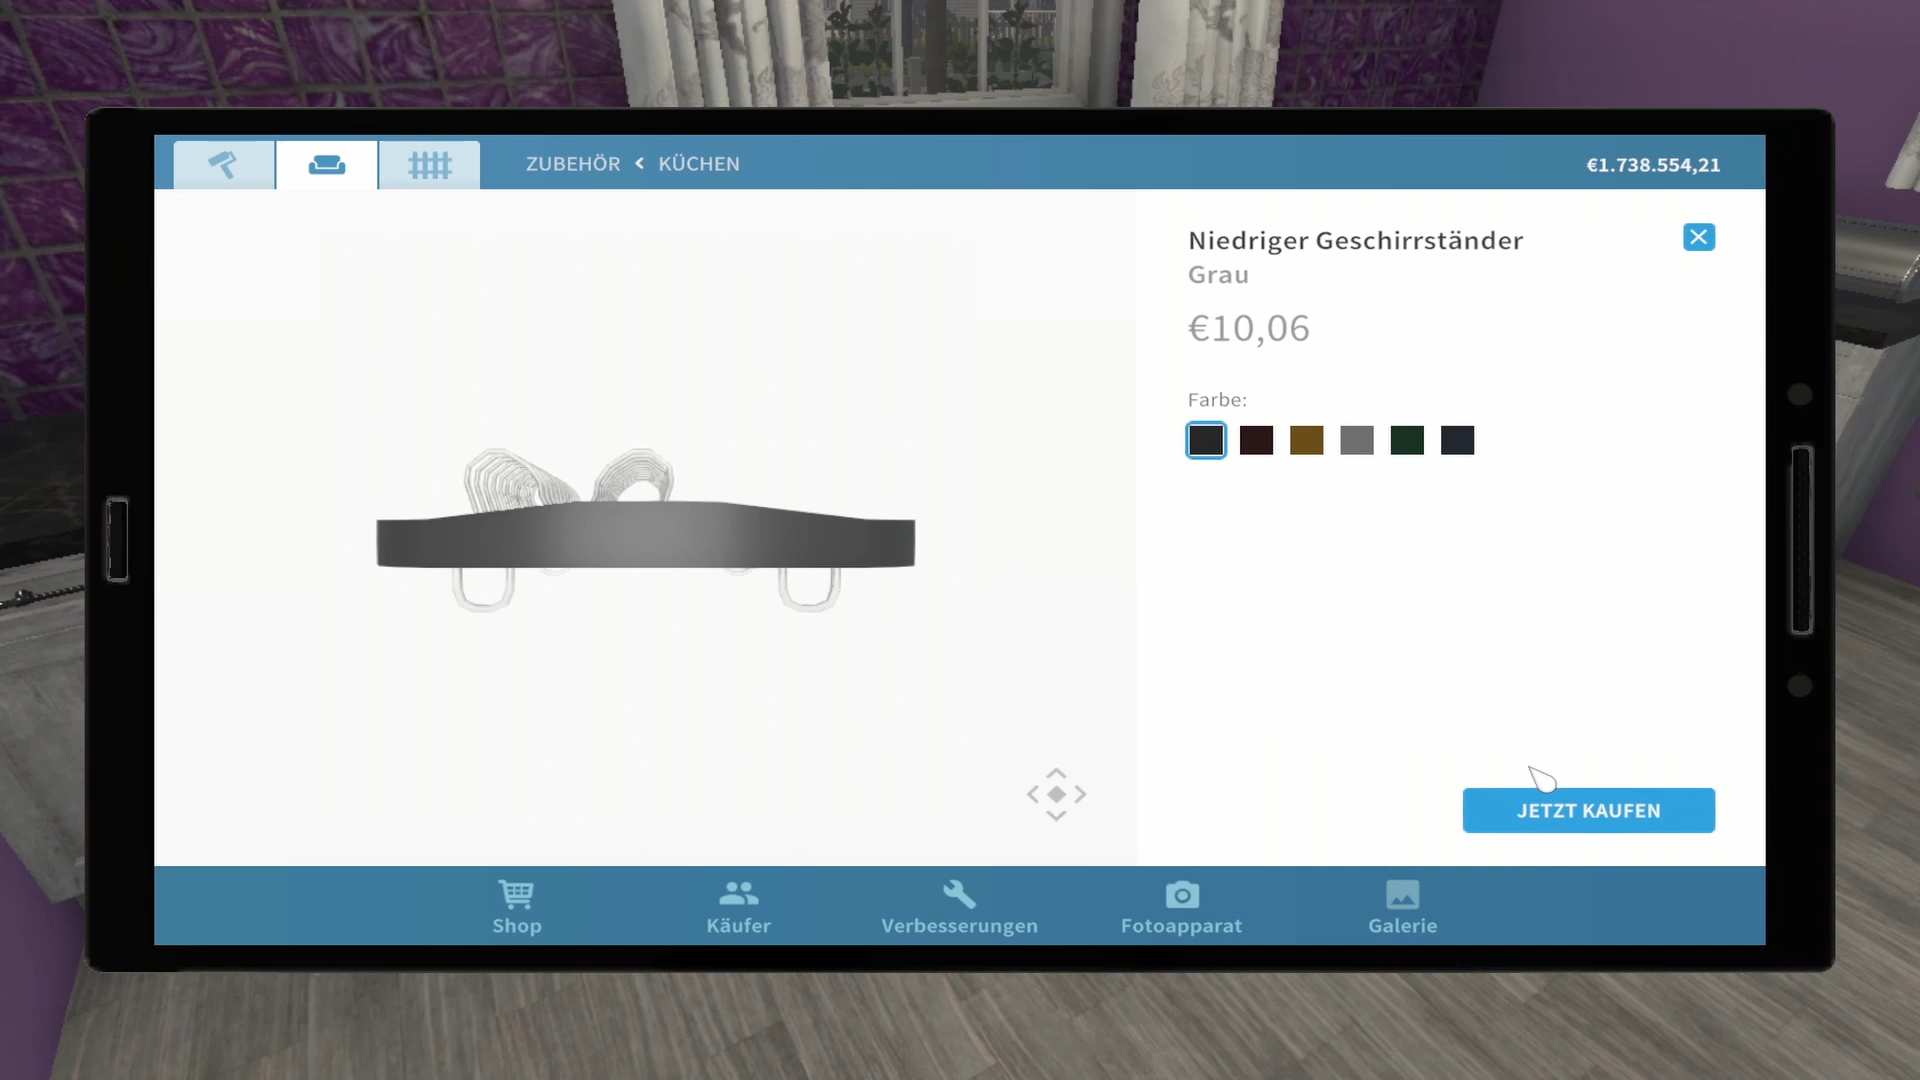 ZUBEHÖR < KÜCHEN
€1.738.554,21
Niedriger Geschirrständer
Grau
€10,06
Farbe:
JETZT KAUFEN
Shop
Käufer
Verbesserungen
Fotoapparat
Galerie